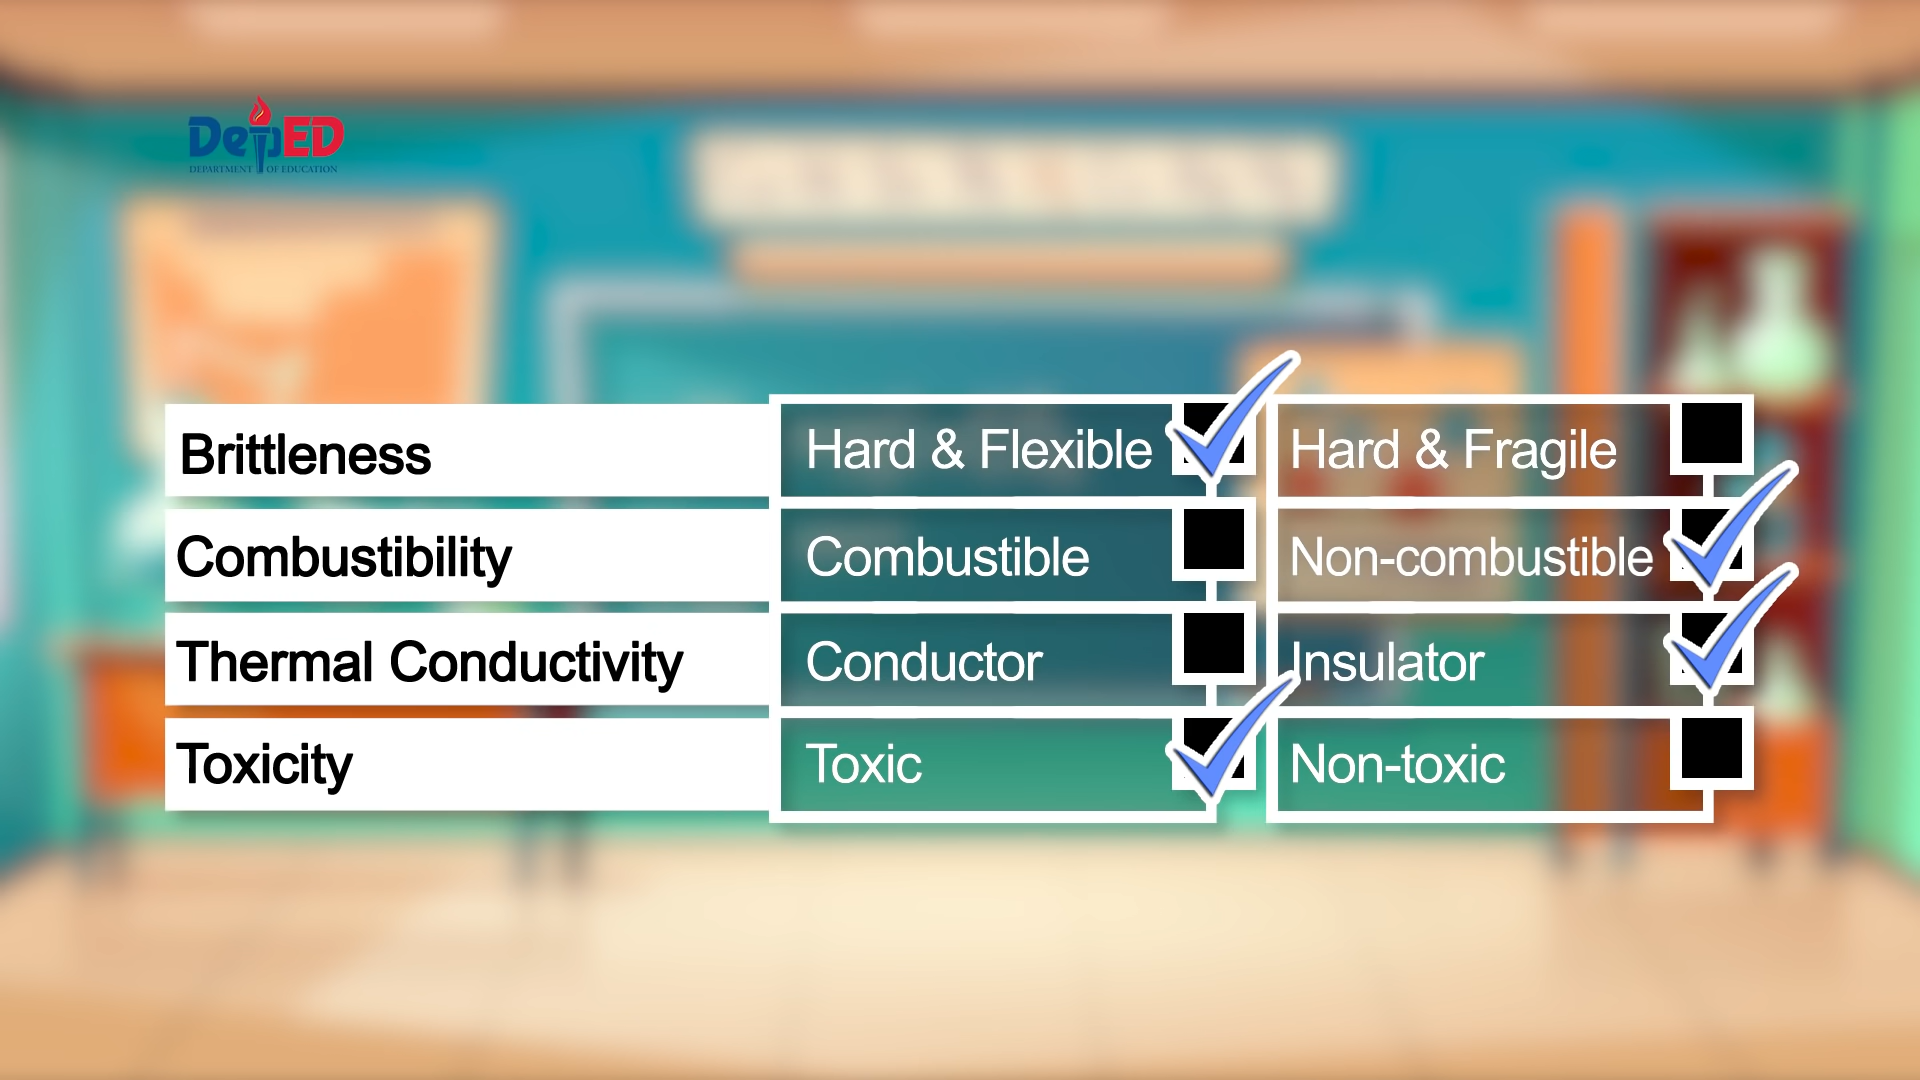 DepED
DEPARTMENT OF EDUCATION
Brittleness Hard & Flexible Hard & Fragile
Combustibility Combustible Non-combustible
Thermal Conductivity Conductor Insulator
Toxicity Toxic Non-toxic